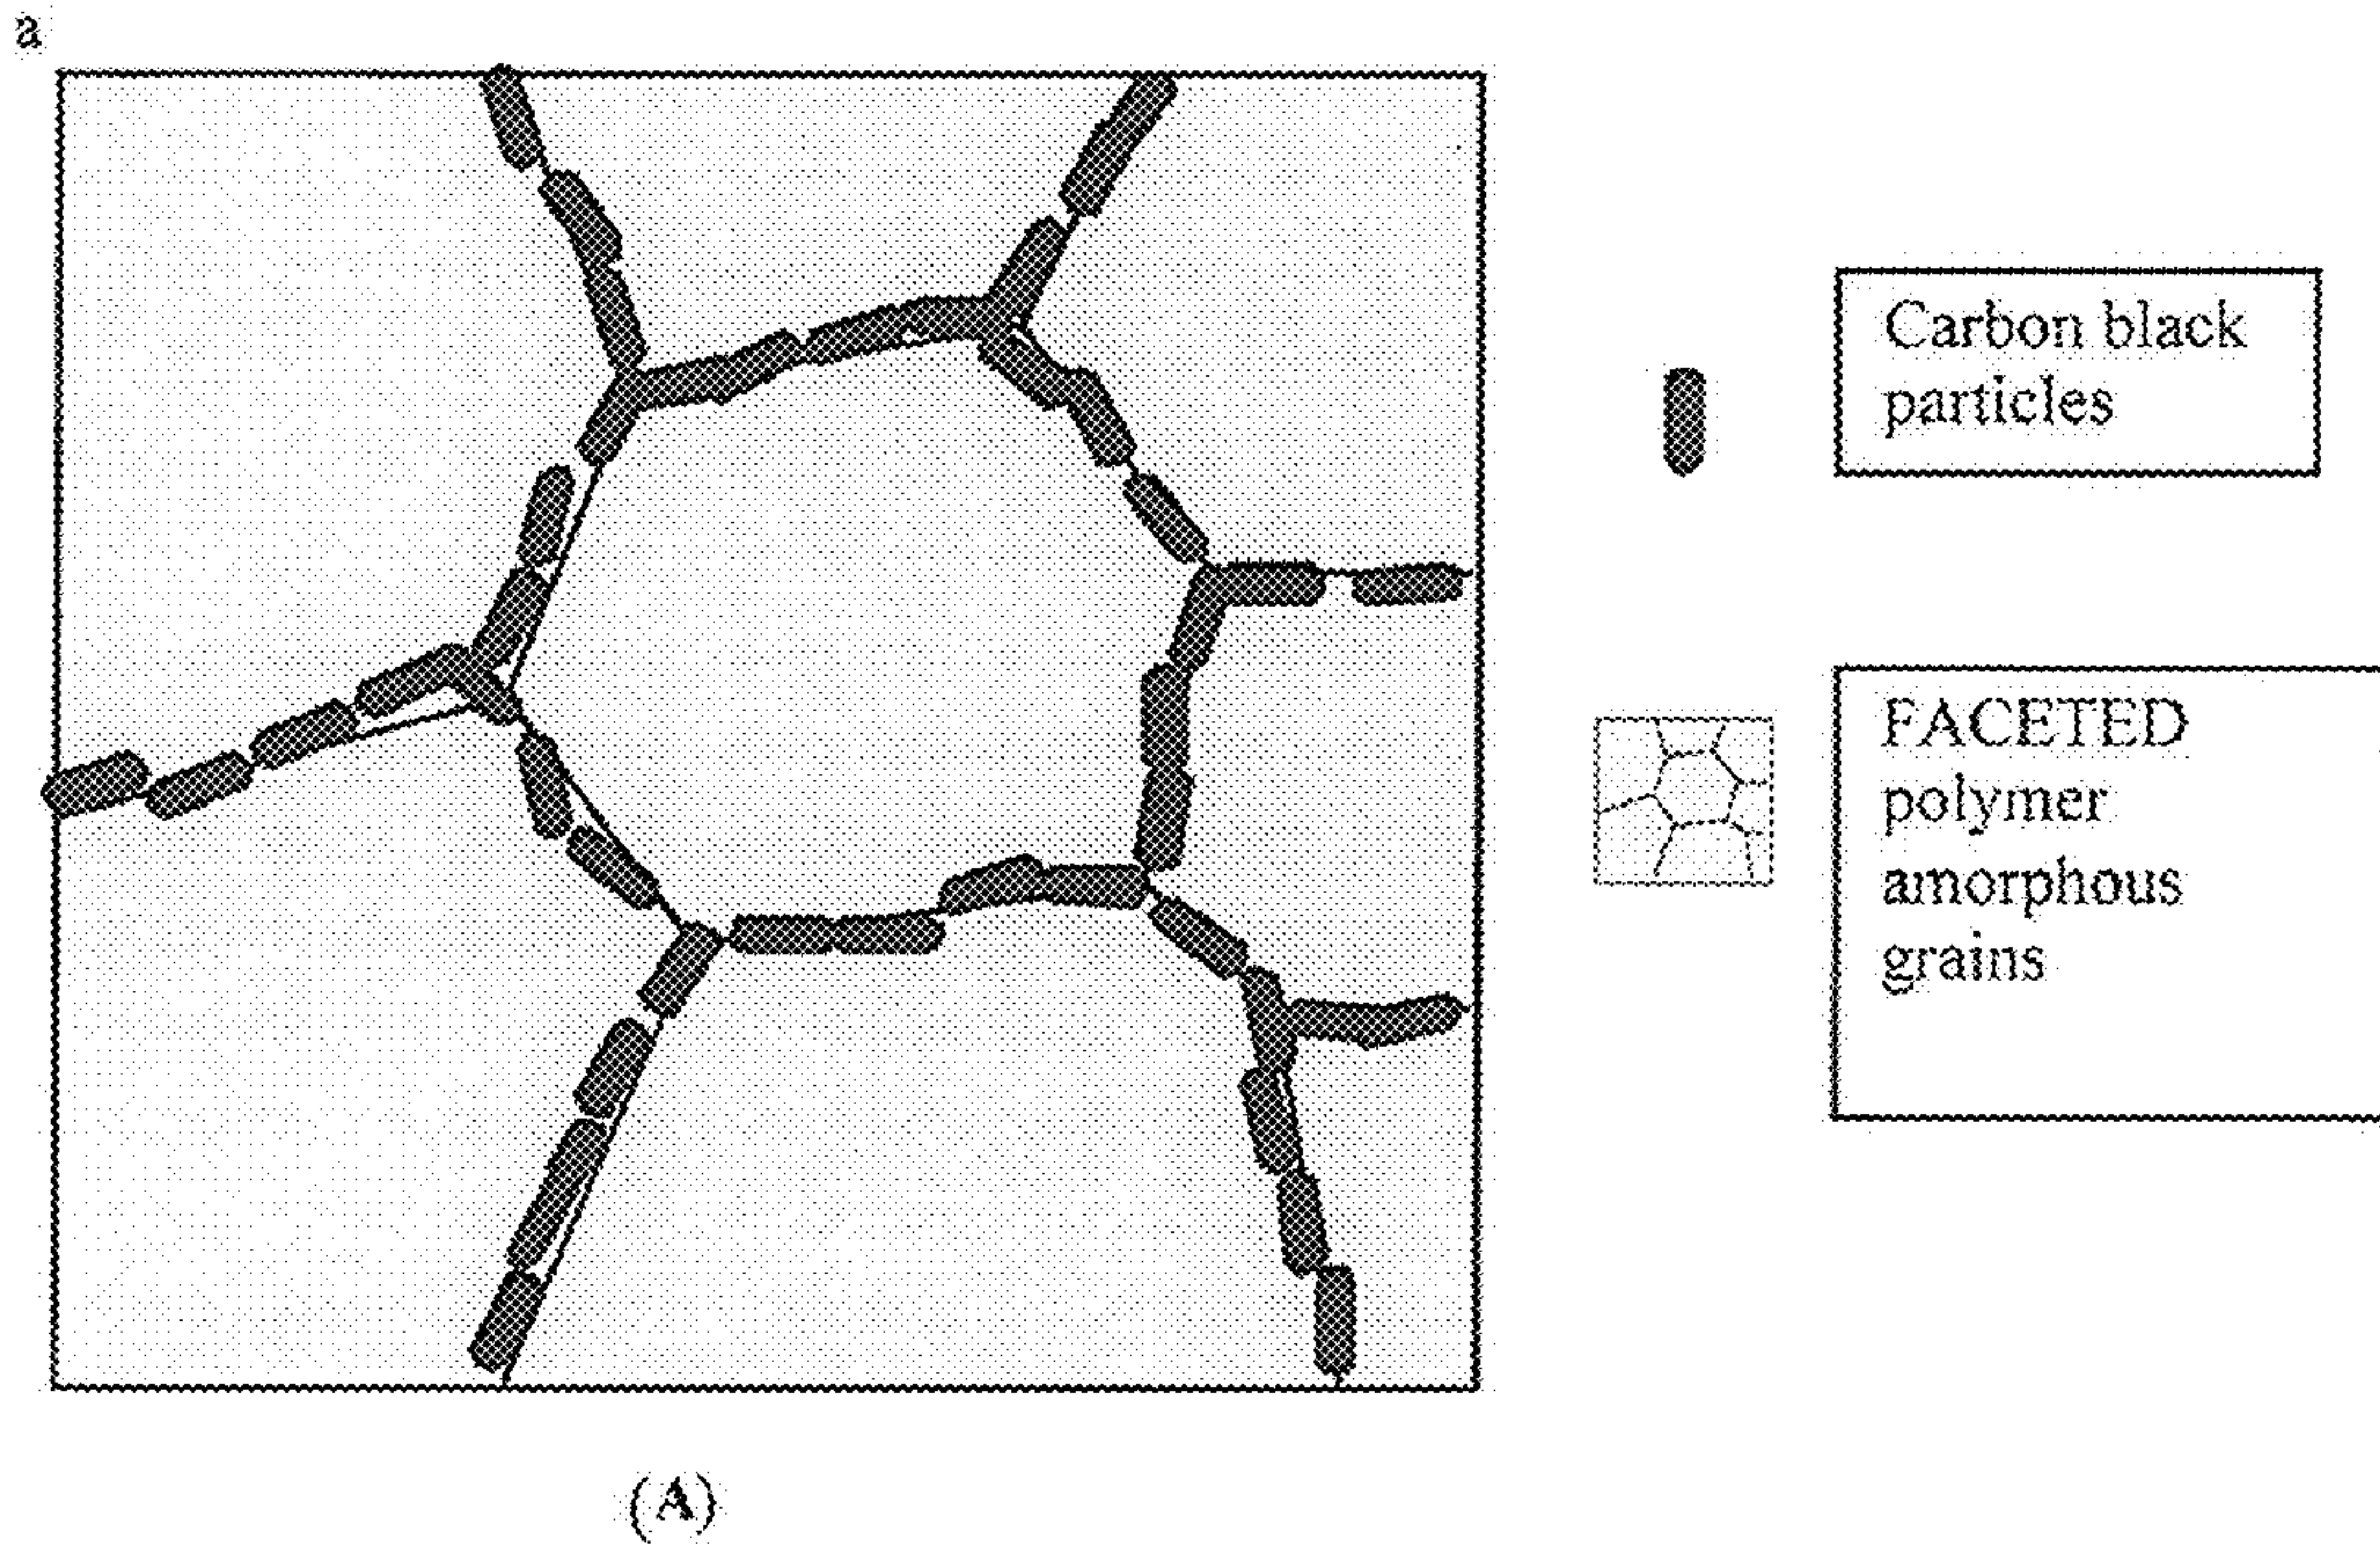 a
Carbon black
particles
FACETED
polymer
amorphous
grains
(A)